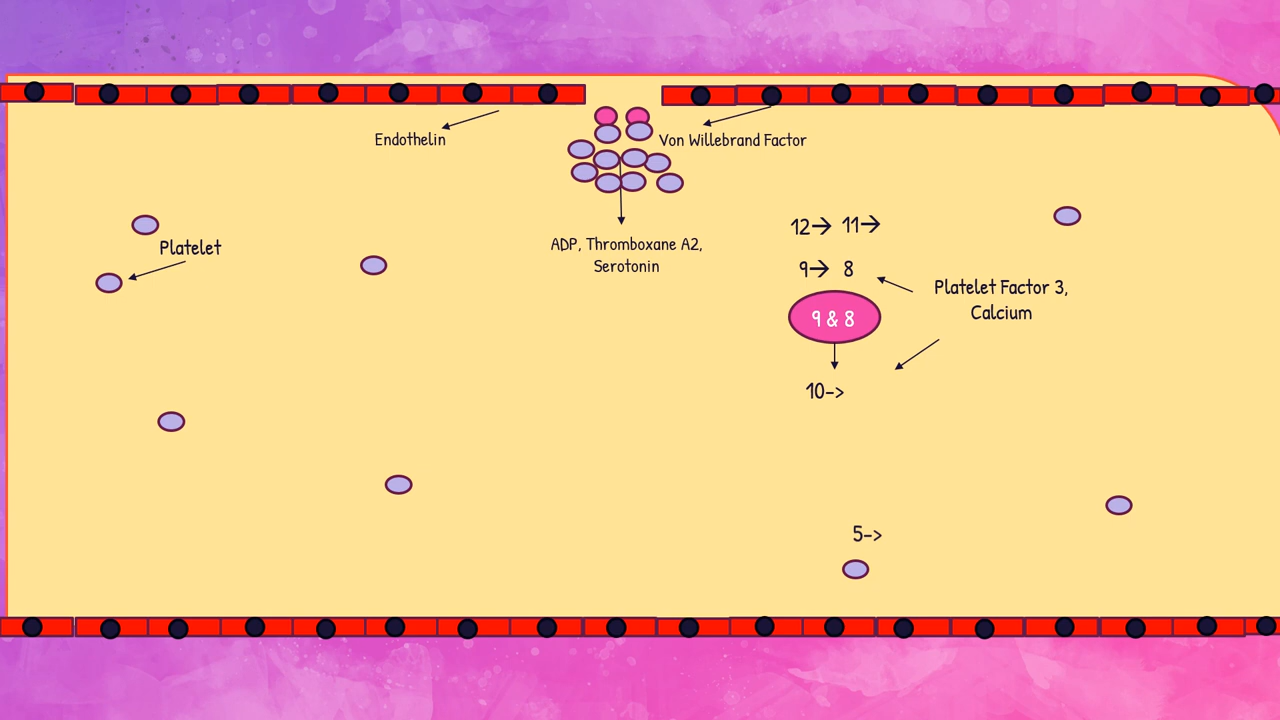 Endothelin
Von Willebrand Factor
Platelet
ADP, Thromboxane A2,
Serotonin
12→ 11→
9→ 8
Platelet Factor 3,
Calcium
9 & 8
10->
5->